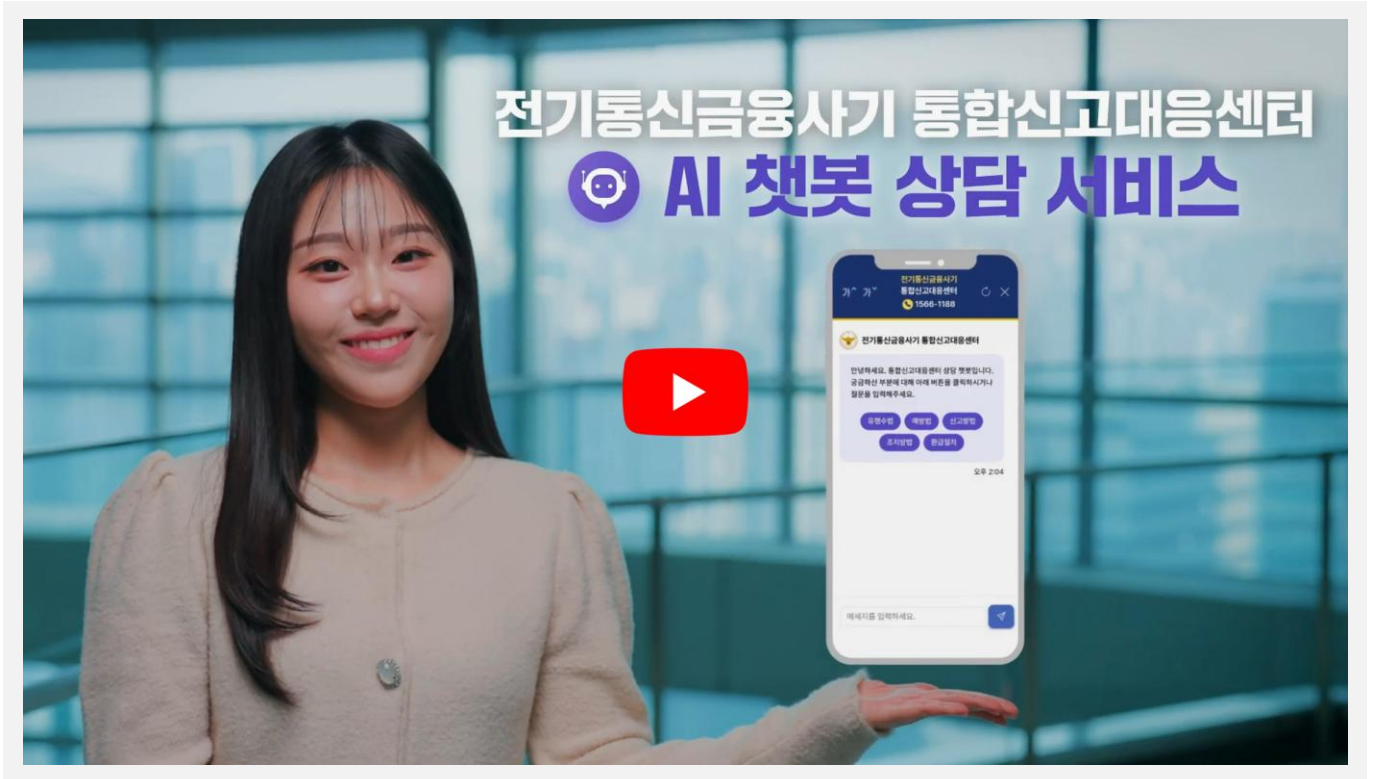 전기통신금융사기 통합신고대응센터
AI 챗봇 상담 서비스
가^ 가ˇ
전기통신금융사기
통합신고대응센터
1566-1188
전기통신금융사기 통합신고대응센터
안녕하세요. 통합신고대응센터 상담 챗봇입니다.
궁금하신 부분에 대해 아래 버튼을 클릭하시거나
질문을 입력해주세요.
유형수법 예방법 신고방법
조치방법 환급절차
오후 2:04
메세지를 입력하세요.